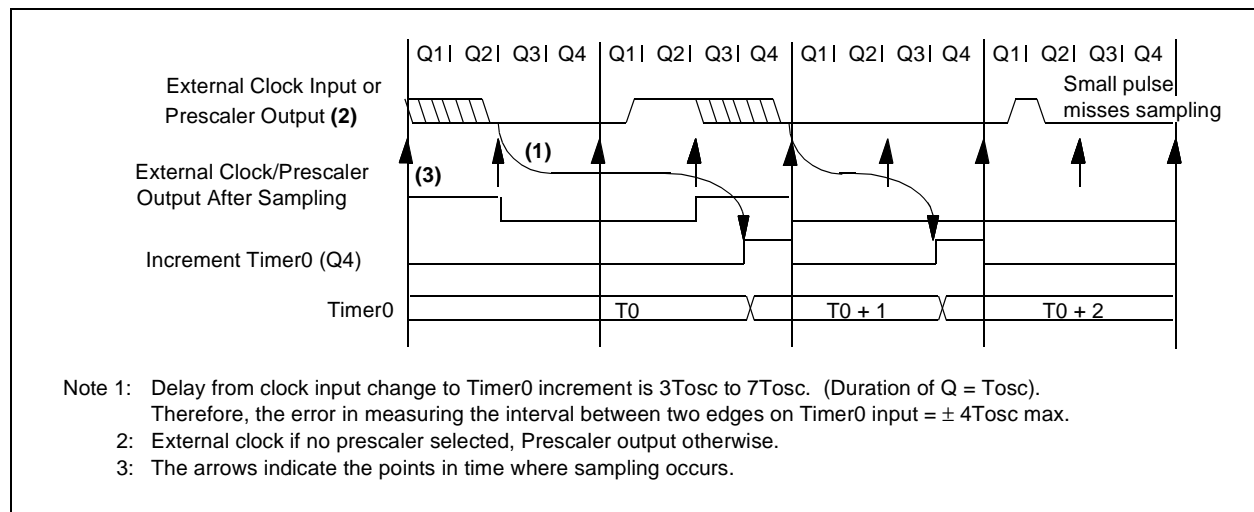 Q1| Q2| Q3| Q4 Q1| Q2| Q3| Q4 Q1| Q2| Q3| Q4 Q1| Q2| Q3| Q4
External Clock Input or
Prescaler Output (2)
Small pulse
misses sampling
(1)
(3)
External Clock/Prescaler
Output After Sampling
Increment Timer0 (Q4)
Timer0 T0 T0 + 1 T0 + 2
Note 1: Delay from clock input change to Timer0 increment is 3Tosc to 7Tosc. (Duration of Q = Tosc).
Therefore, the error in measuring the interval between two edges on Timer0 input = ± 4Tosc max.
2: External clock if no prescaler selected, Prescaler output otherwise.
3: The arrows indicate the points in time where sampling occurs.